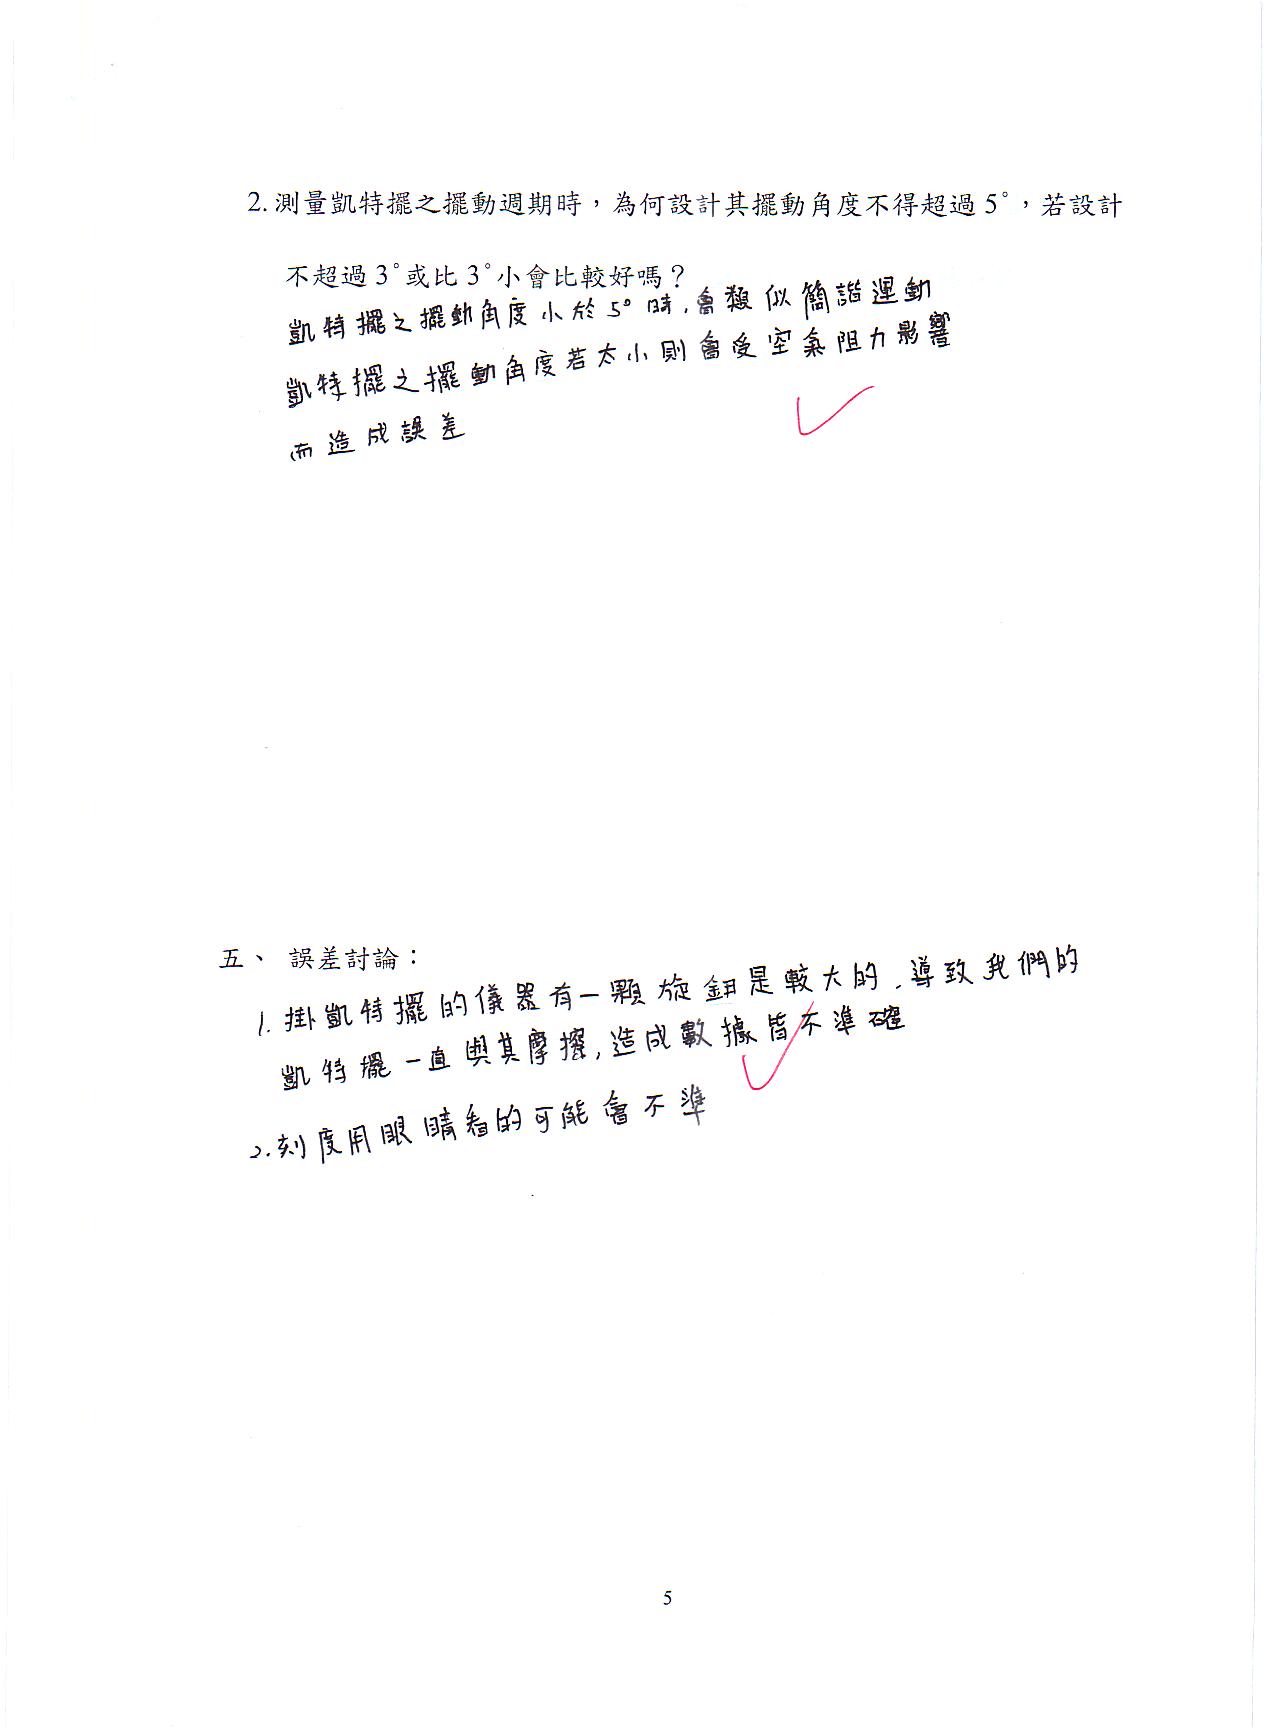 2. 測量凱特擺之擺動週期時，為何設計其擺動角度不得超過 5°，若設計
不超過 3°或比 3°小會比較好嗎？
凱特擺之擺動角度小於 5° 時，會類似簡諧運動
凱特擺之擺動角度若太小則會受空氣阻力影響
而造成誤差
五、 誤差討論：
1. 掛凱特擺的儀器有一顆旋鈕是較大的，導致我們的
凱特擺一直與其摩擦，造成數據皆不準確
2. 刻度用眼睛看的可能會不準
5